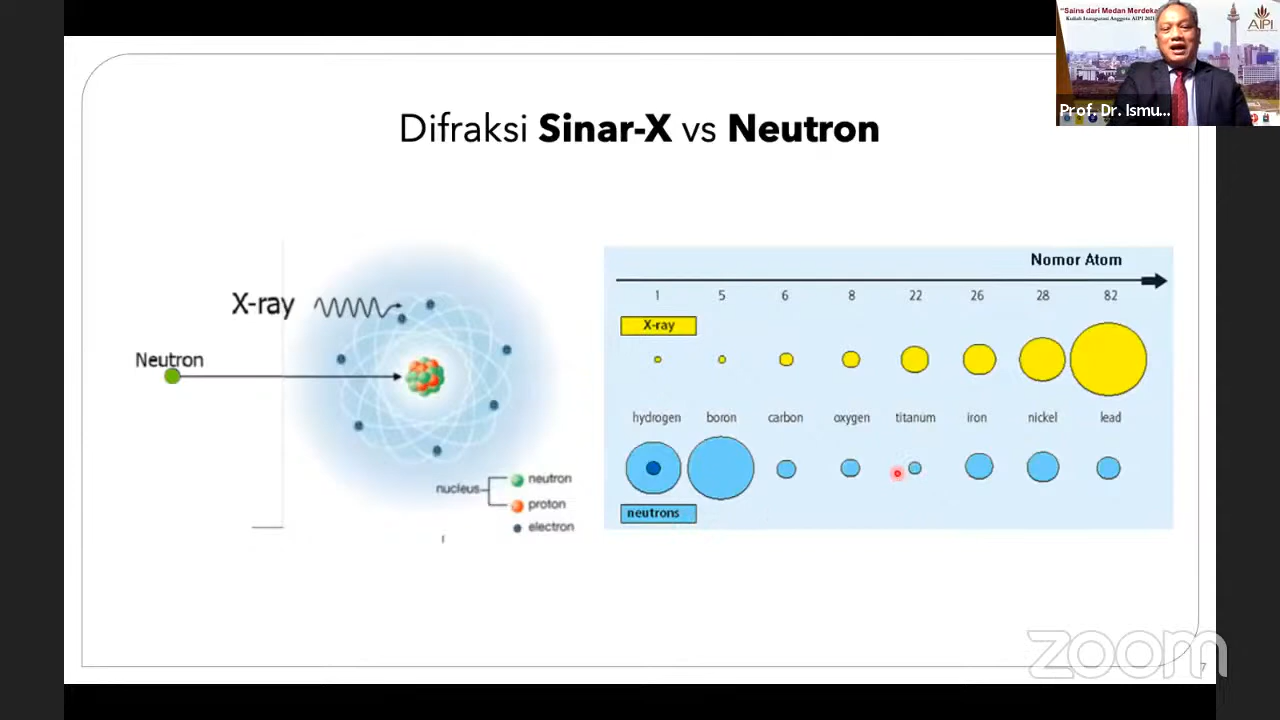 "Sains dari Medan Merdeka"
Kuliah Inaugurasi Anggota AIPI 2021
AIPI
Prof. Dr. Ismu...
Difraksi Sinar-X vs Neutron
X-ray
Neutron
nucleus
neutron
proton
electron
Nomor Atom
1 5 6 8 22 26 28 82
X-ray
hydrogen boron carbon oxygen titanum iron nickel lead
neutrons
zoom
7